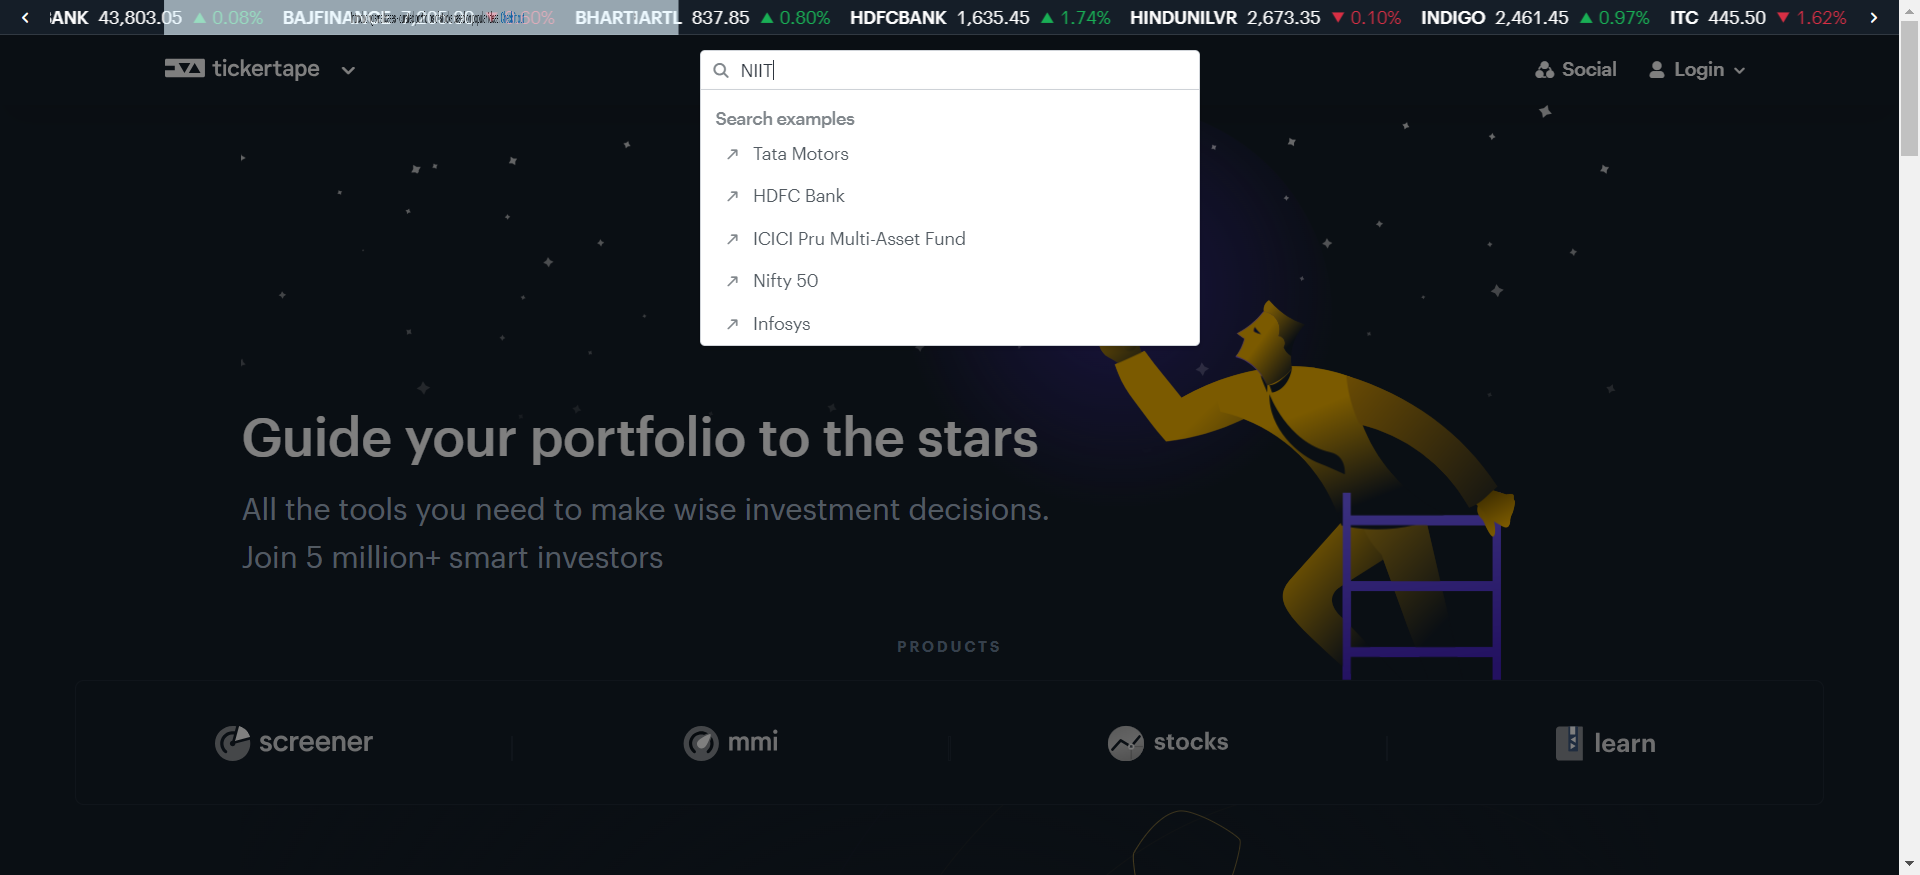 BANK 43,803.05 ▲ 0.08% BAJFINANCE BHARTIARTL 837.85 ▲ 0.80% HDFCBANK 1,635.45 ▲ 1.74% HINDUNILVR 2,673.35 ▼ 0.10% INDIGO 2,461.45 ▲ 0.97% ITC 445.50 ▼ 1.62%
tickertape
NIIT
Social
Login
Search examples
Tata Motors
HDFC Bank
ICICI Pru Multi-Asset Fund
Nifty 50
Infosys
Guide your portfolio to the stars
All the tools you need to make wise investment decisions.
Join 5 million+ smart investors
PRODUCTS
screener
mmi
stocks
learn